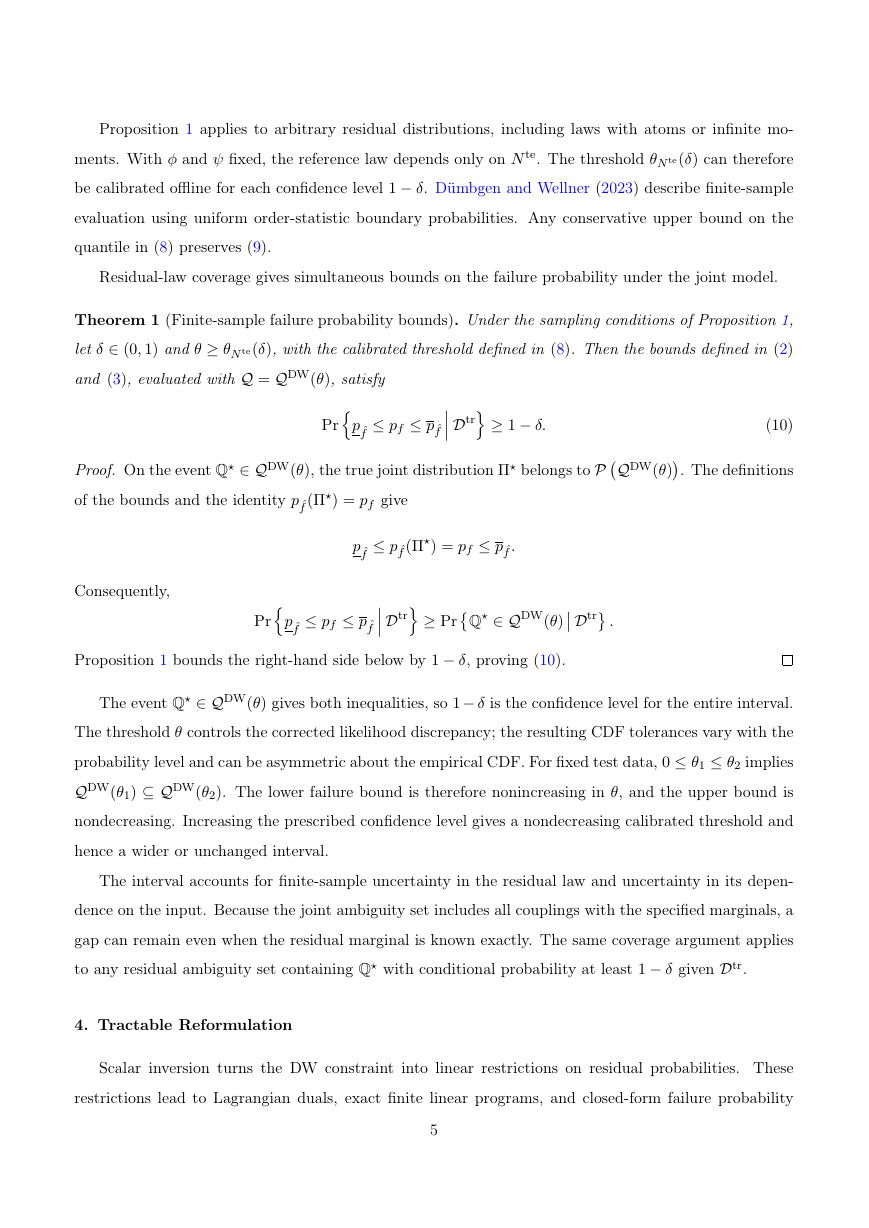 Proposition 1 applies to arbitrary residual distributions, including laws with atoms or infinite mo-
ments. With ϕ and ψ fixed, the reference law depends only on N^te. The threshold θ_{N^te}(δ) can therefore
be calibrated offline for each confidence level 1 − δ. Dümbgen and Wellner (2023) describe finite-sample
evaluation using uniform order-statistic boundary probabilities. Any conservative upper bound on the
quantile in (8) preserves (9).
Residual-law coverage gives simultaneous bounds on the failure probability under the joint model.
Theorem 1 (Finite-sample failure probability bounds). Under the sampling conditions of Proposition 1,
let δ ∈ (0, 1) and θ ≥ θ_{N^te}(δ), with the calibrated threshold defined in (8). Then the bounds defined in (2)
and (3), evaluated with 𝒬 = 𝒬^DW(θ), satisfy
Pr { p̲_f̂ ≤ p_f ≤ p̅_f̂ | 𝒟^tr } ≥ 1 − δ. (10)
Proof. On the event ℚ⋆ ∈ 𝒬^DW(θ), the true joint distribution Π⋆ belongs to 𝒫 (𝒬^DW(θ)). The definitions
of the bounds and the identity p_f̂(Π⋆) = p_f give
p̲_f̂ ≤ p_f̂(Π⋆) = p_f ≤ p̅_f̂.
Consequently,
Pr { p̲_f̂ ≤ p_f ≤ p̅_f̂ | 𝒟^tr } ≥ Pr { ℚ⋆ ∈ 𝒬^DW(θ) | 𝒟^tr } .
Proposition 1 bounds the right-hand side below by 1 − δ, proving (10). □
The event ℚ⋆ ∈ 𝒬^DW(θ) gives both inequalities, so 1 − δ is the confidence level for the entire interval.
The threshold θ controls the corrected likelihood discrepancy; the resulting CDF tolerances vary with the
probability level and can be asymmetric about the empirical CDF. For fixed test data, 0 ≤ θ₁ ≤ θ₂ implies
𝒬^DW(θ₁) ⊆ 𝒬^DW(θ₂). The lower failure bound is therefore nonincreasing in θ, and the upper bound is
nondecreasing. Increasing the prescribed confidence level gives a nondecreasing calibrated threshold and
hence a wider or unchanged interval.
The interval accounts for finite-sample uncertainty in the residual law and uncertainty in its depen-
dence on the input. Because the joint ambiguity set includes all couplings with the specified marginals, a
gap can remain even when the residual marginal is known exactly. The same coverage argument applies
to any residual ambiguity set containing ℚ⋆ with conditional probability at least 1 − δ given 𝒟^tr.
4. Tractable Reformulation
Scalar inversion turns the DW constraint into linear restrictions on residual probabilities. These
restrictions lead to Lagrangian duals, exact finite linear programs, and closed-form failure probability
5